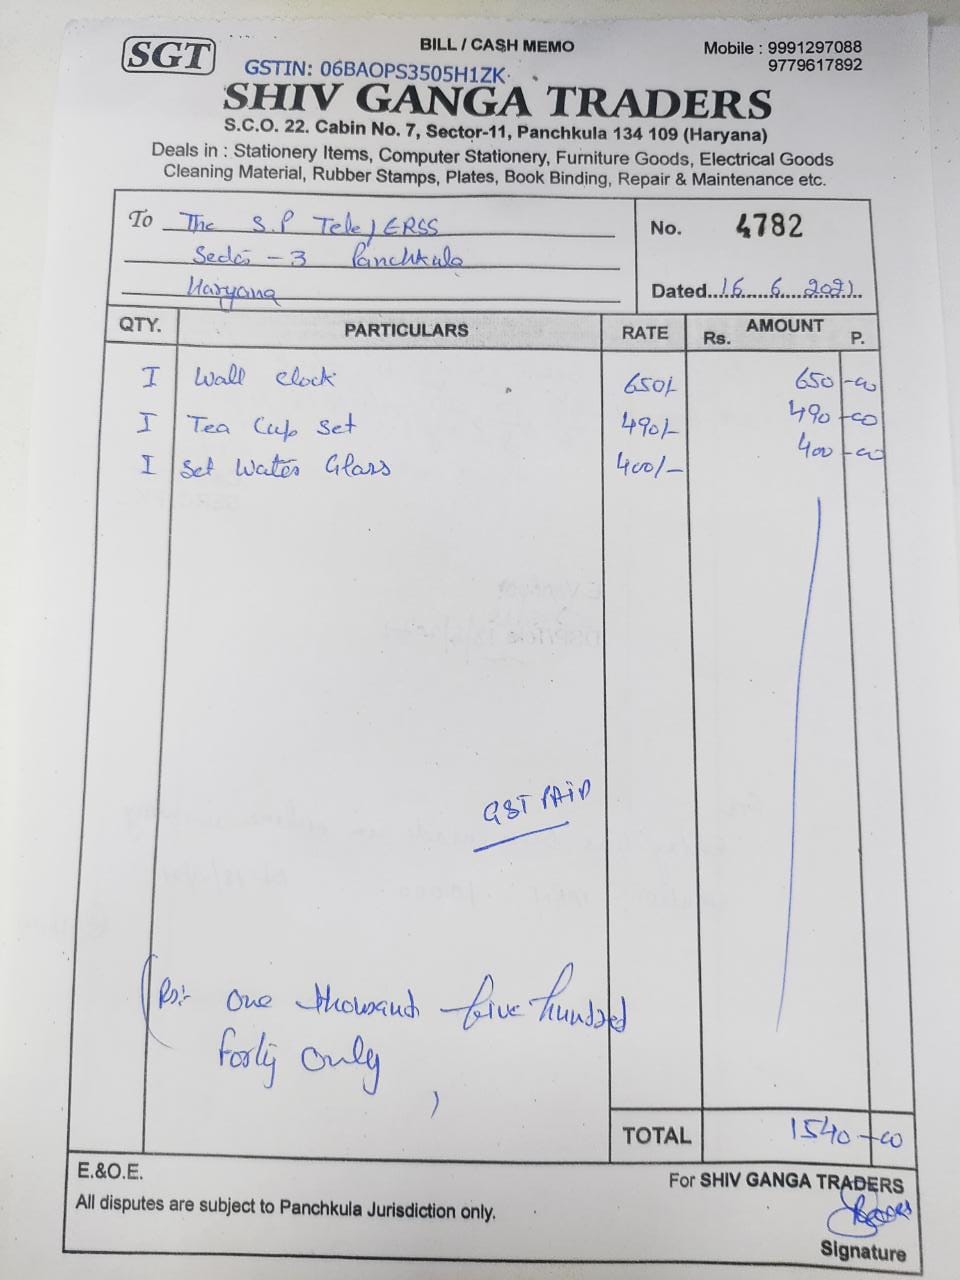 SGT
BILL / CASH MEMO
Mobile : 9991297088
9779617892
GSTIN: 06BAOPS3505H1ZK
SHIV GANGA TRADERS
S.C.O. 22. Cabin No. 7, Sector-11, Panchkula 134 109 (Haryana)
Deals in : Stationery Items, Computer Stationery, Furniture Goods, Electrical Goods
Cleaning Material, Rubber Stamps, Plates, Book Binding, Repair & Maintenance etc.
To The S.P Tele/ERSS
Sector -3 Panchkula
Haryana
No. 4782
Dated 16.6.2021
QTY. PARTICULARS RATE AMOUNT
Rs. P.
I Wall Clock 650/- 650 -00
I Tea Cup Set 490/- 490 -00
I Set Water Glass 400/- 400 -00
GST PAID
(Rs:- One thousand five hundred
forty only)
TOTAL 1540 -00
E.&O.E.
All disputes are subject to Panchkula Jurisdiction only.
For SHIV GANGA TRADERS
Signature